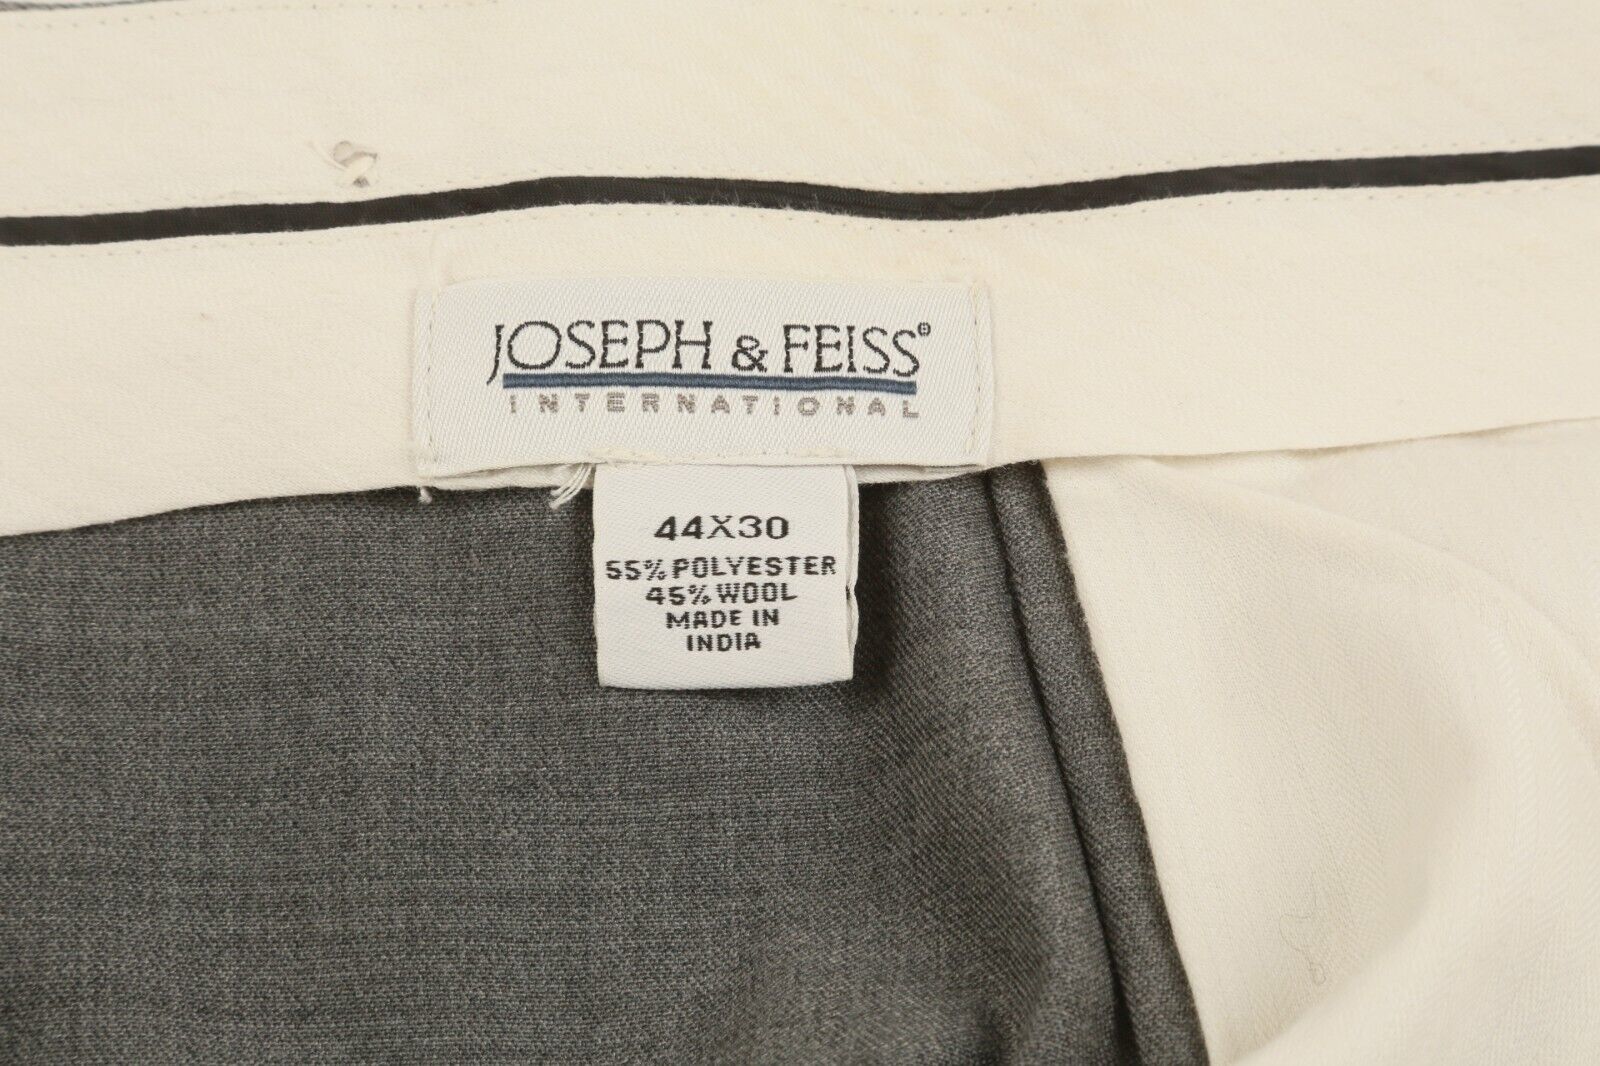 JOSEPH & FEISS®
INTERNATIONAL
44X30
55% POLYESTER
45% WOOL
MADE IN
INDIA